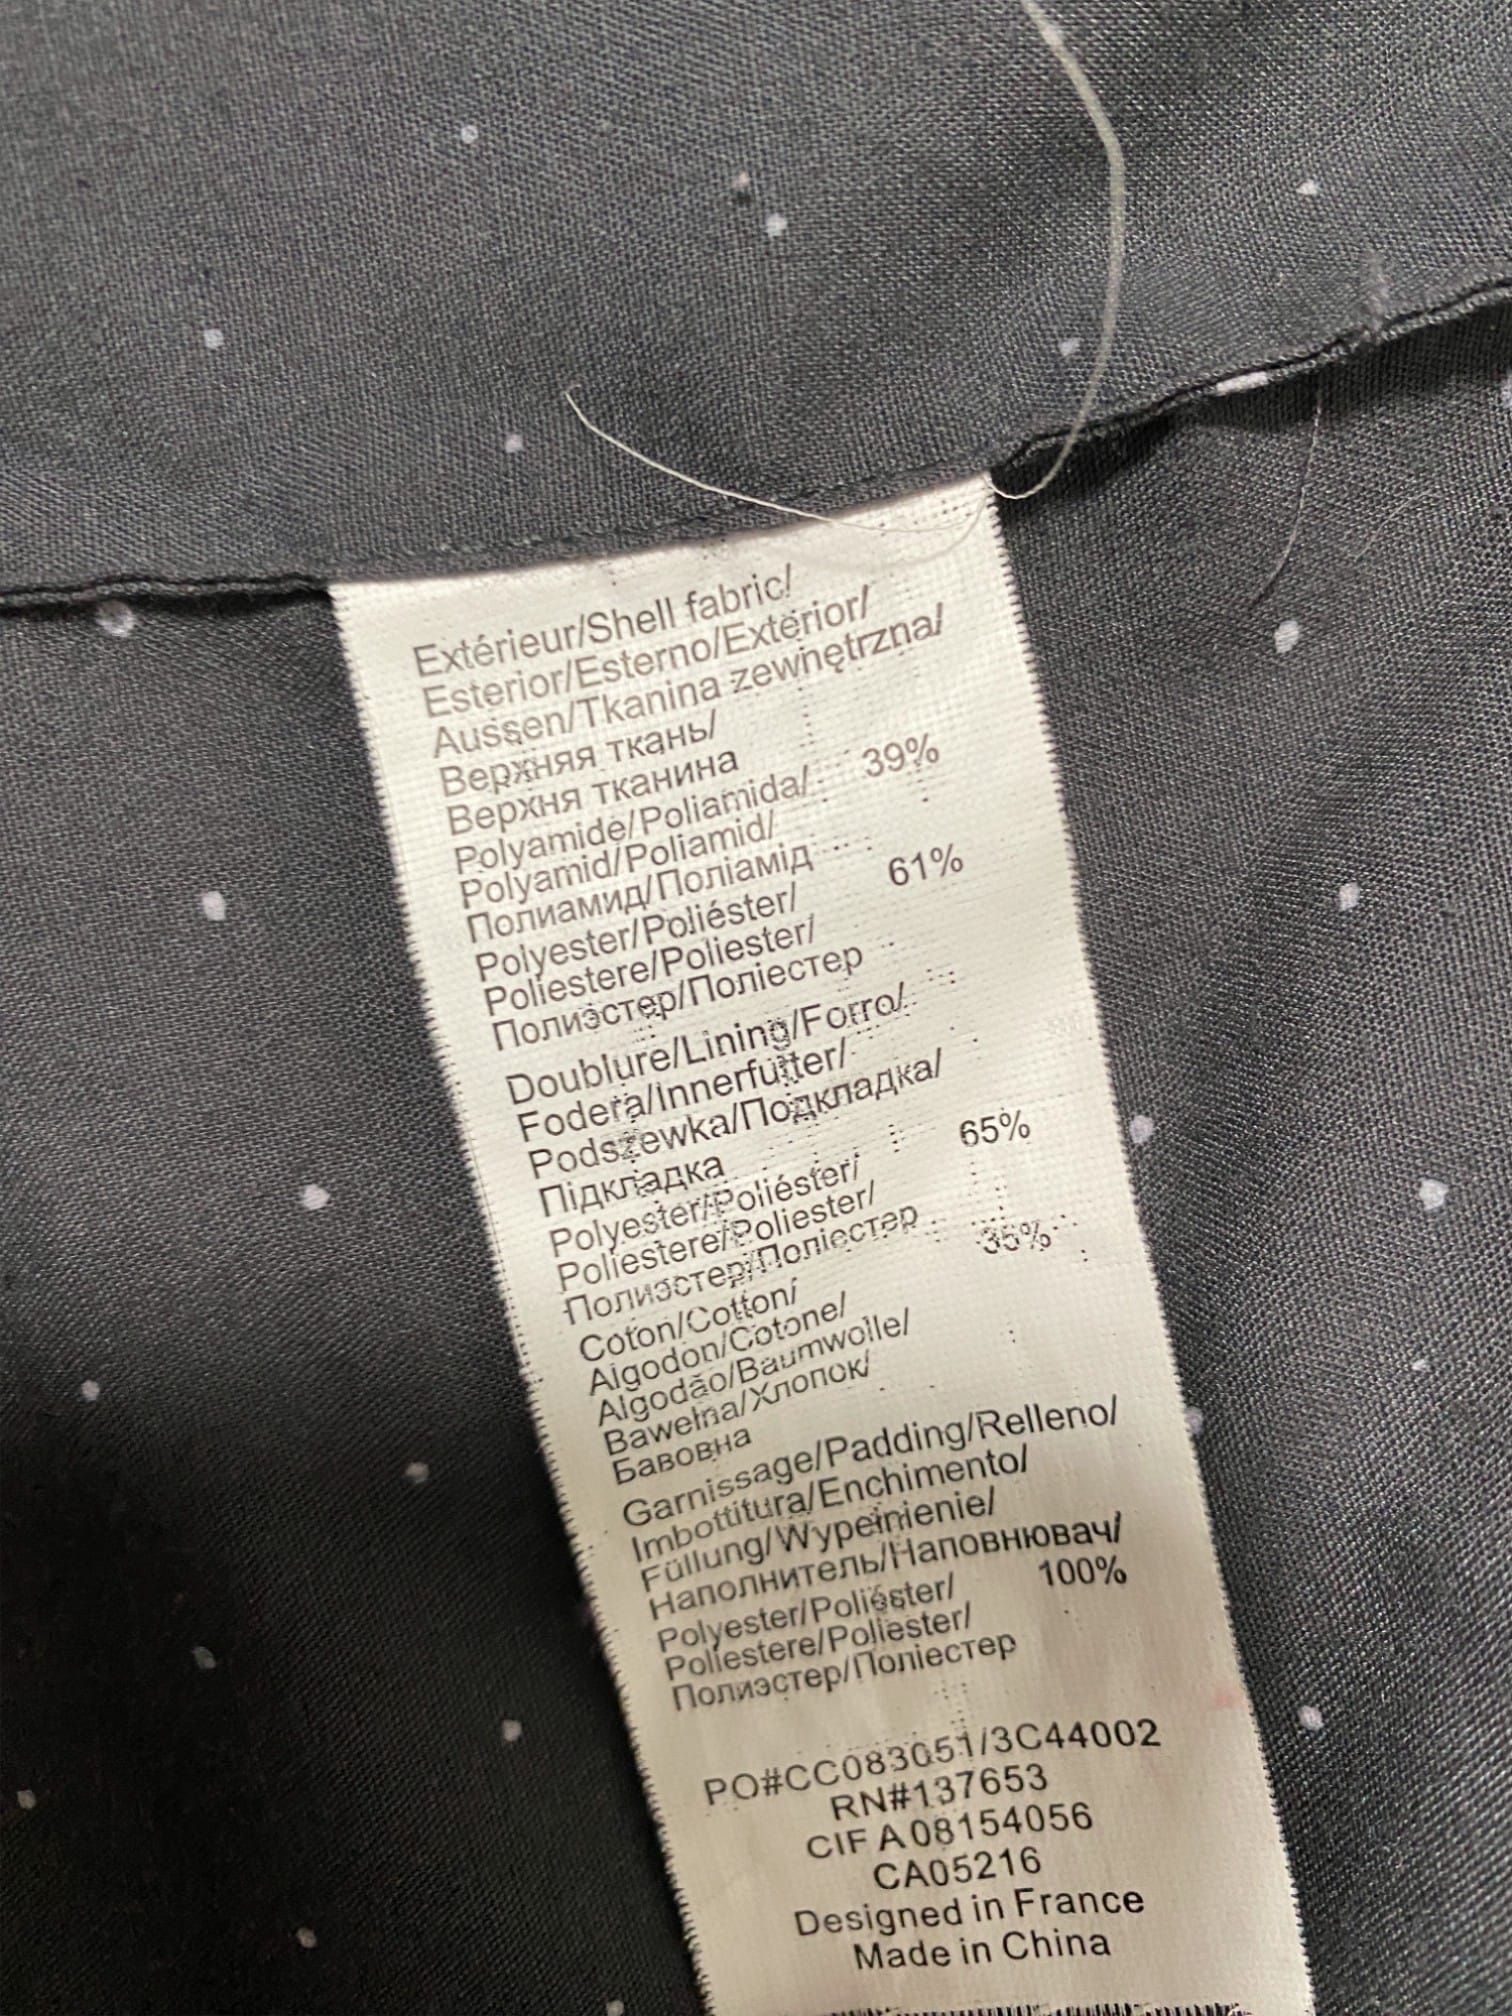 Extérieur/Shell fabric/
Esterior/Esterno/Exterior/
Aussen/Tkanina zewnętrzna/
Верхняя ткань/
Верхня тканина
Polyamide/Poliamida/ 39%
Polyamid/Poliamid/
Полиамид/Поліамід
Polyester/Poliéster/ 61%
Poliestere/Poliester/
Полиэстер/Поліестер
Doublure/Lining/Forro/
Fodera/Innerfutter/
Podszewka/Подкладка/
Підкладка
Polyester/Poliéster/ 65%
Poliestere/Poliester/
Полиэстер/Поліестер
Coton/Cotton/ 35%
Algodon/Cotone/
Algodão/Baumwolle/
Bawełna/Хлопок/
Бавовна
Garnissage/Padding/Relleno/
Imbottitura/Enchimento/
Füllung/Wypełnienie/
Наполнитель/Наповнювач/
Polyester/Poliéster/ 100%
Poliestere/Poliester/
Полиэстер/Поліестер
PO#CC083051/3C44002
RN#137653
CIF A 08154056
CA05216
Designed in France
Made in China